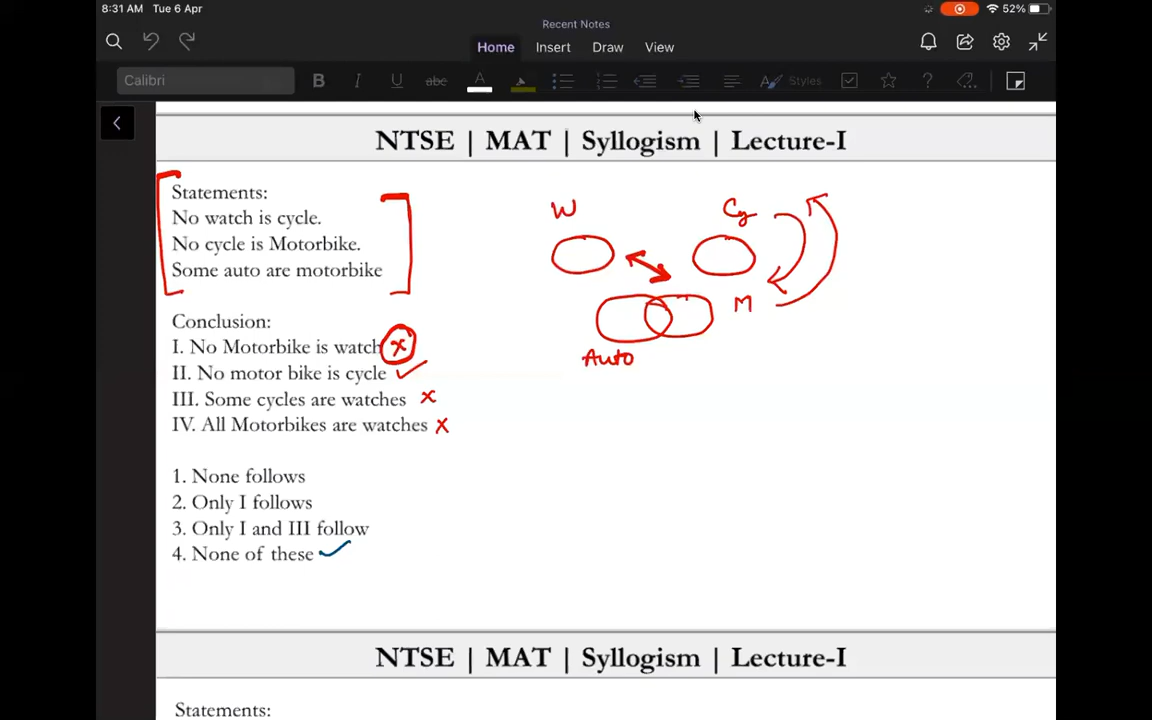 8:31 AM Tue 6 Apr
52%
Recent Notes
Home Insert Draw View
Calibri B I U abc A Styles ?
NTSE | MAT | Syllogism | Lecture-I
Statements:
No watch is cycle.
No cycle is Motorbike.
Some auto are motorbike
W
Cy
M
Auto
Conclusion:
I. No Motorbike is watch x
II. No motor bike is cycle
III. Some cycles are watches x
IV. All Motorbikes are watches x
1. None follows
2. Only I follows
3. Only I and III follow
4. None of these
NTSE | MAT | Syllogism | Lecture-I
Statements: